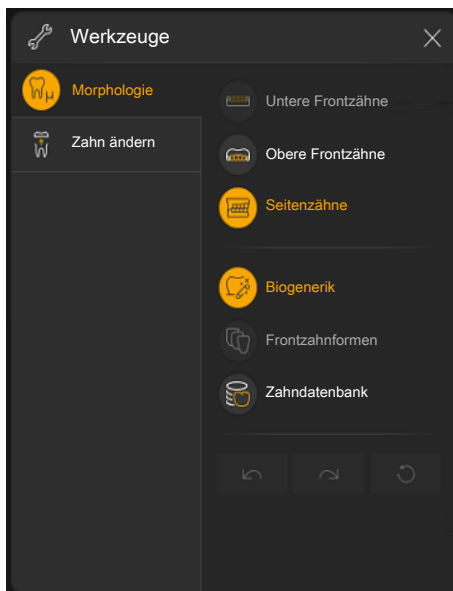 Werkzeuge
Morphologie
Zahn ändern
Untere Frontzähne
Obere Frontzähne
Seitenzähne
Biogenerik
Frontzahnformen
Zahndatenbank